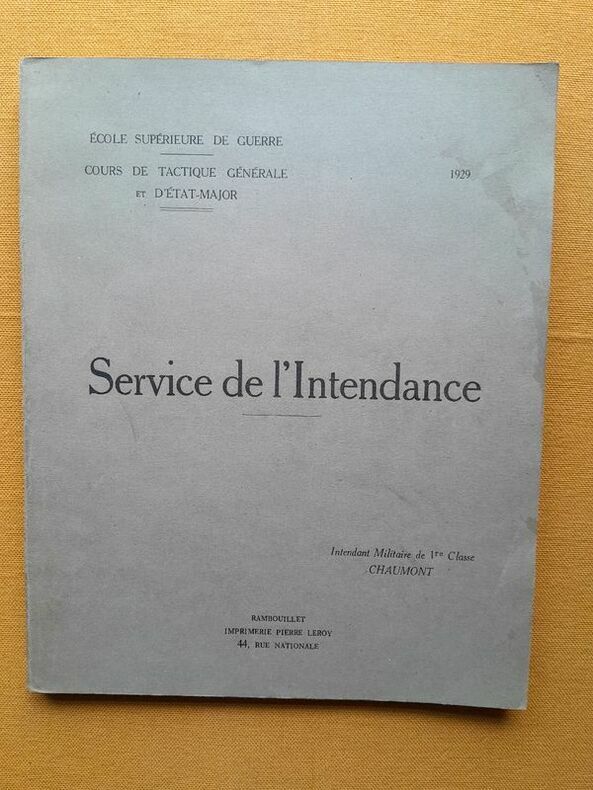 ÉCOLE SUPÉRIEURE DE GUERRE
COURS DE TACTIQUE GÉNÉRALE
ET D'ÉTAT-MAJOR
1929
Service de l'Intendance
Intendant Militaire de 1re Classe
CHAUMONT
RAMBOUILLET
IMPRIMERIE PIERRE LEROY
44, RUE NATIONALE